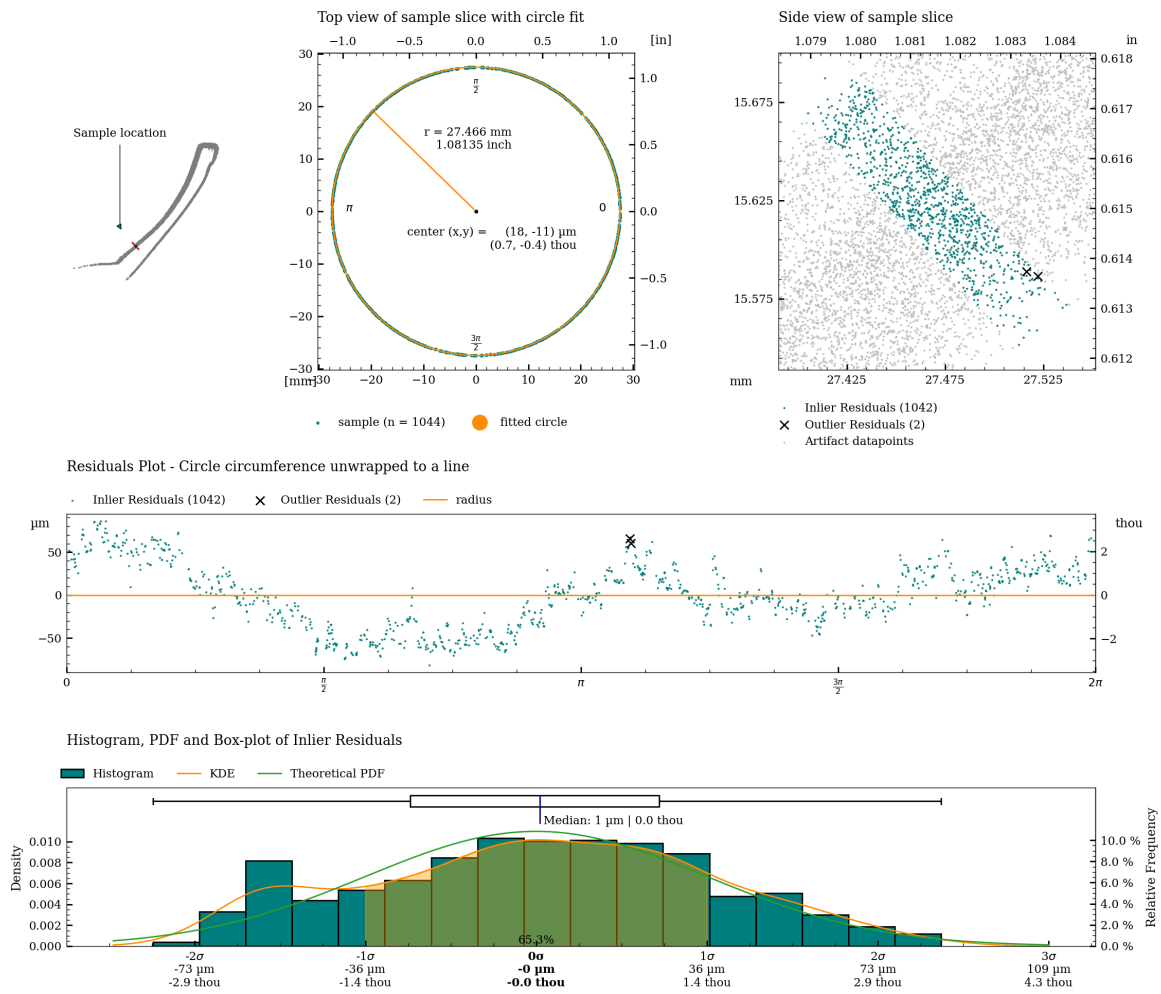 Top view of sample slice with circle fit
Side view of sample slice
−1.0 −0.5 0.0 0.5 1.0 [in]
1.079 1.080 1.081 1.082 1.083 1.084 in
Sample location
30
20
10
0
−10
−20
−30
1.0
0.5
0.0
−0.5
−1.0
π/2
r = 27.466 mm
1.08135 inch
π
0
center (x,y) = (18, -11) µm
(0.7, -0.4) thou
3π/2
[mm]
−30 −20 −10 0 10 20 30
15.675
15.625
15.575
0.618
0.617
0.616
0.615
0.614
0.613
0.612
mm 27.425 27.475 27.525
sample (n = 1044) fitted circle
Inlier Residuals (1042)
Outlier Residuals (2)
Artifact datapoints
Residuals Plot - Circle circumference unwrapped to a line
Inlier Residuals (1042) Outlier Residuals (2) radius
µm
thou
50
0
−50
2
0
−2
0 π/2 π 3π/2 2π
Histogram, PDF and Box-plot of Inlier Residuals
Histogram KDE Theoretical PDF
Median: 1 µm | 0.0 thou
Density
0.010
0.008
0.006
0.004
0.002
0.000
10.0 %
8.0 %
6.0 %
4.0 %
2.0 %
0.0 %
Relative Frequency
65.3%
-2σ -1σ 0σ 1σ 2σ 3σ
-73 µm -36 µm -0 µm 36 µm 73 µm 109 µm
-2.9 thou -1.4 thou -0.0 thou 1.4 thou 2.9 thou 4.3 thou